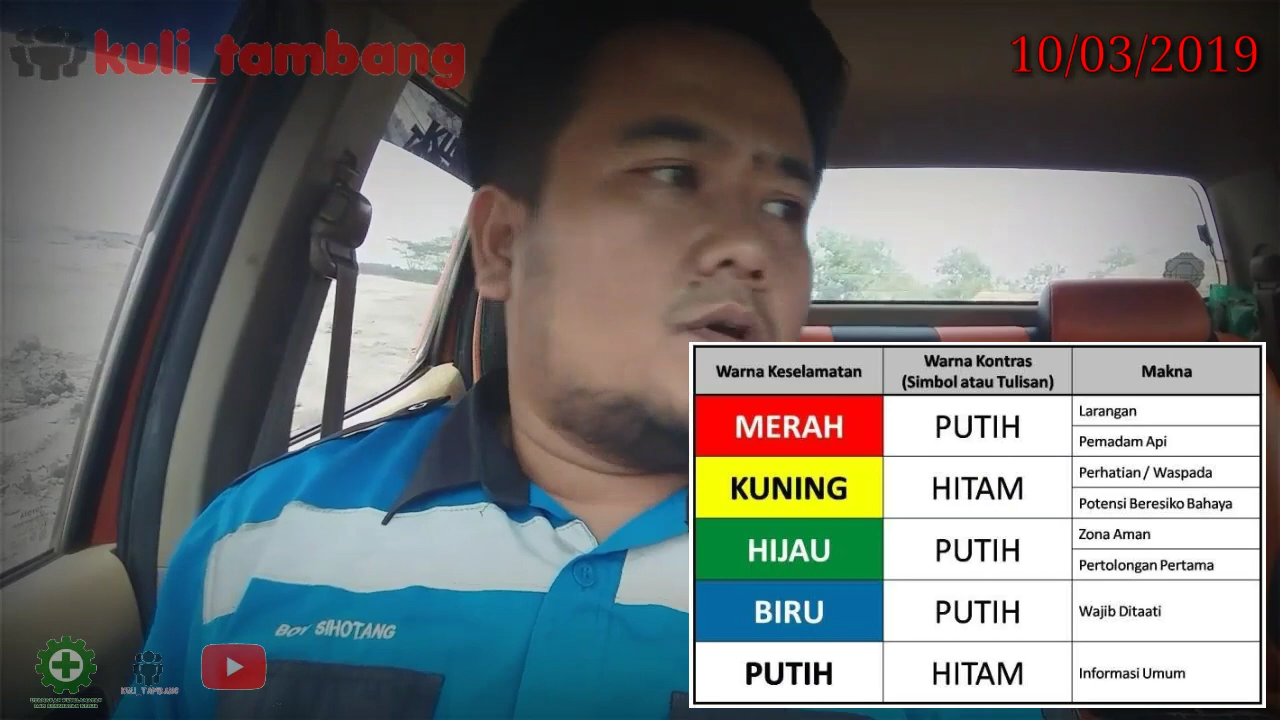 kuli_tambang
10/03/2019
Warna Keselamatan
Warna Kontras
(Simbol atau Tulisan)
Makna
MERAH
PUTIH
Larangan
Pemadam Api
KUNING
HITAM
Perhatian / Waspada
Potensi Beresiko Bahaya
HIJAU
PUTIH
Zona Aman
Pertolongan Pertama
BIRU
PUTIH
Wajib Ditaati
PUTIH
HITAM
Informasi Umum
Boy SIHOTANG
KULI_TAMBANG